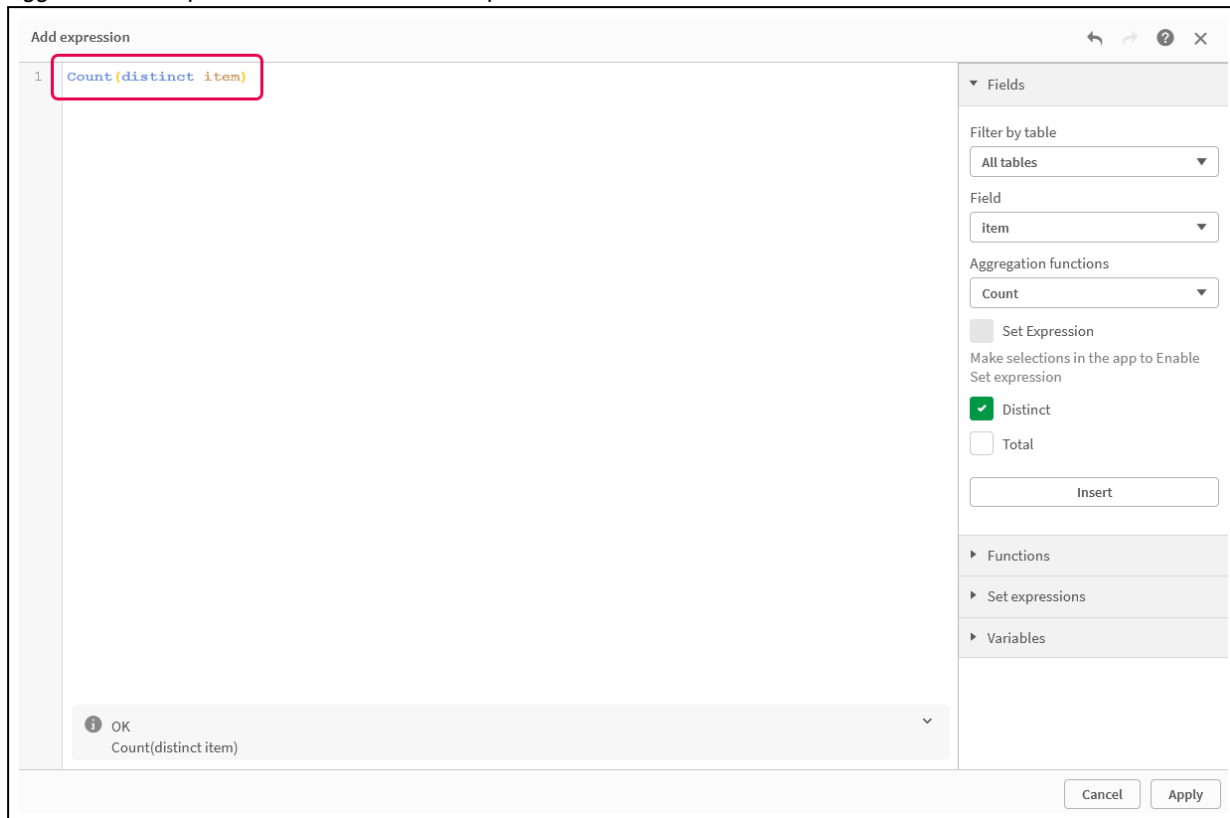 Add expression
1 Count(distinct item)
Fields
Filter by table
All tables
Field
item
Aggregation functions
Count
Set Expression
Make selections in the app to Enable
Set expression
Distinct
Total
Insert
Functions
Set expressions
Variables
OK
Count(distinct item)
Cancel
Apply